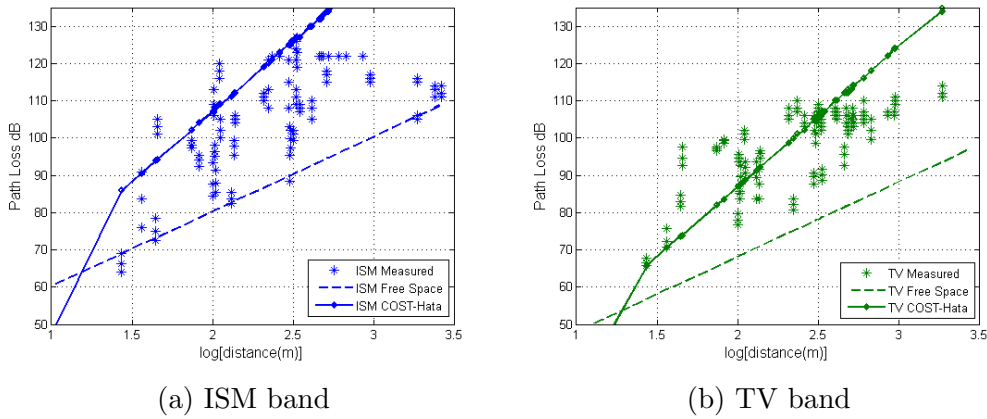 130
120
110
100
90
80
70
60
50
Path Loss dB
1
1.5
2
2.5
3
3.5
log[distance(m)]
ISM Measured
ISM Free Space
ISM COST-Hata
(a) ISM band
130
120
110
100
90
80
70
60
50
Path Loss dB
1
1.5
2
2.5
3
3.5
log[distance(m)]
TV Measured
TV Free Space
TV COST-Hata
(b) TV band